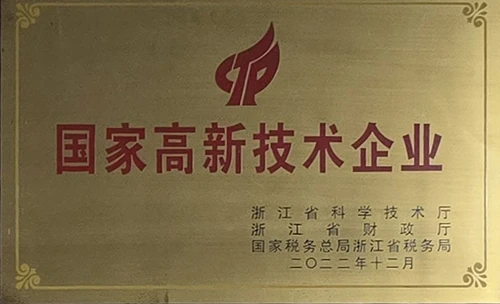 国家高新技术企业
浙江省科学技术厅
浙江省财政厅
国家税务总局浙江省税务局
二〇二二年十二月